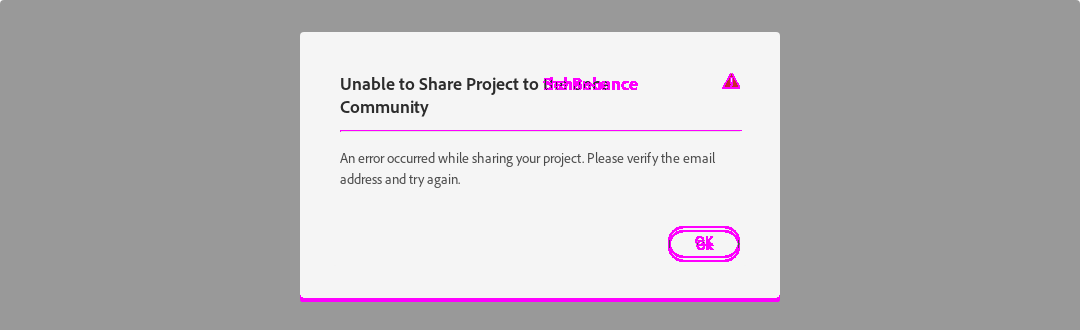 Unable to Share Project to
Community
An error occurred while sharing your project. Please verify the email
address and try again.
OK